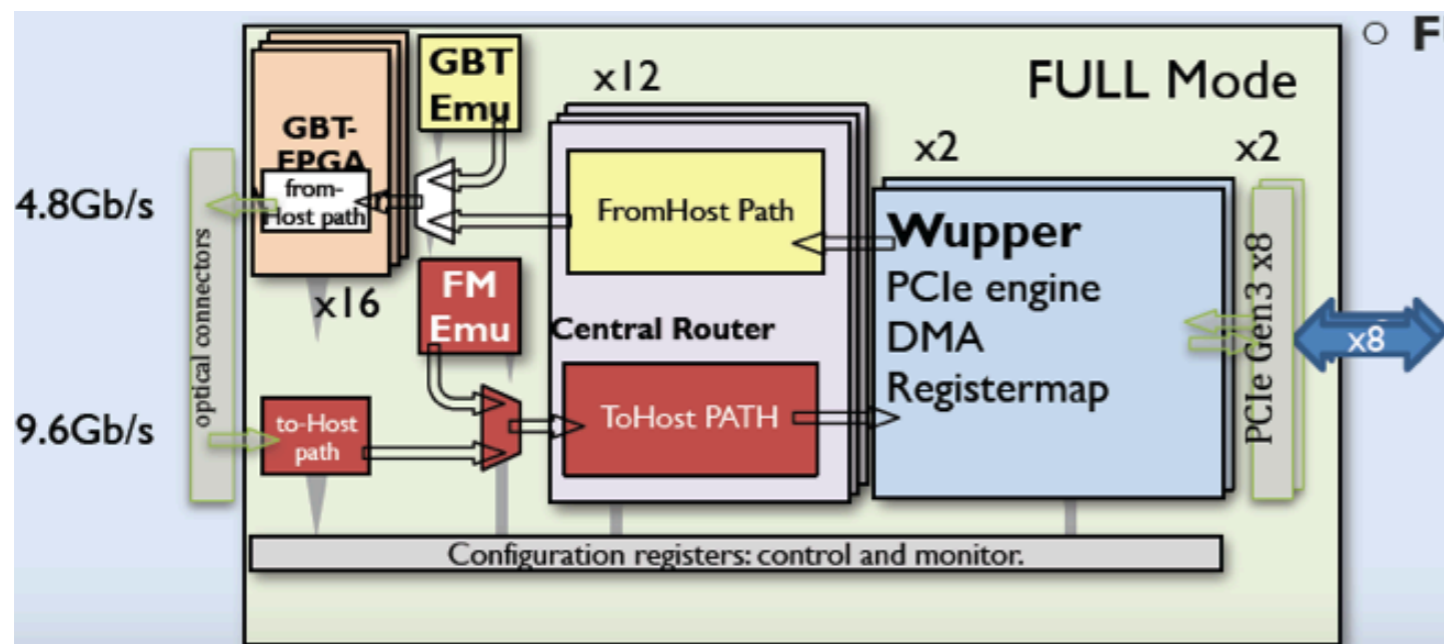 FULL Mode
○ F
GBT
Emu
x12
x2
x2
GBT-
FPGA
from-
Host path
x16
4.8Gb/s
9.6Gb/s
optical connectors
FM
Emu
to-Host
path
FromHost Path
Central Router
ToHost PATH
Wupper
PCIe engine
DMA
Registermap
PCIe Gen3 x8
x8
Configuration registers: control and monitor.